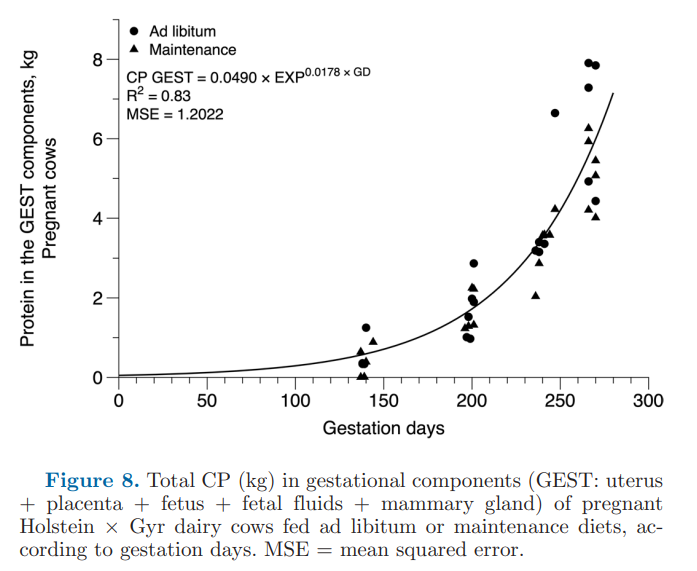 Protein in the GEST components, kg
Pregnant cows
Ad libitum
Maintenance
CP GEST = 0.0490 × EXP^0.0178 × GD
R² = 0.83
MSE = 1.2022
8
6
4
2
0
0 50 100 150 200 250 300
Gestation days
Figure 8. Total CP (kg) in gestational components (GEST: uterus
+ placenta + fetus + fetal fluids + mammary gland) of pregnant
Holstein × Gyr dairy cows fed ad libitum or maintenance diets, ac-
cording to gestation days. MSE = mean squared error.